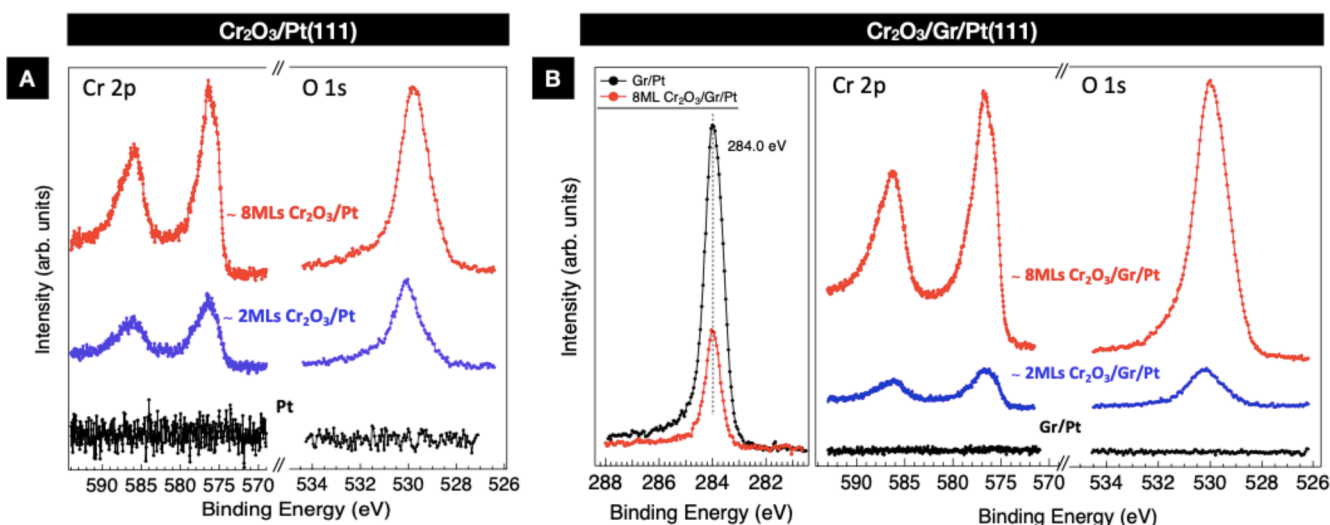 Cr₂O₃/Pt(111)
A
Cr 2p
//
O 1s
~ 8MLs Cr₂O₃/Pt
~ 2MLs Cr₂O₃/Pt
Pt
Intensity (arb. units)
590 585 580 575 570
//
534 532 530 528 526
Binding Energy (eV)
Cr₂O₃/Gr/Pt(111)
B
Gr/Pt
8ML Cr₂O₃/Gr/Pt
284.0 eV
Intensity (arb. units)
288 286 284 282
Binding Energy (eV)
Cr 2p
//
O 1s
~ 8MLs Cr₂O₃/Gr/Pt
~ 2MLs Cr₂O₃/Gr/Pt
Gr/Pt
590 585 580 575 570
//
534 532 530 528 526
Binding Energy (eV)